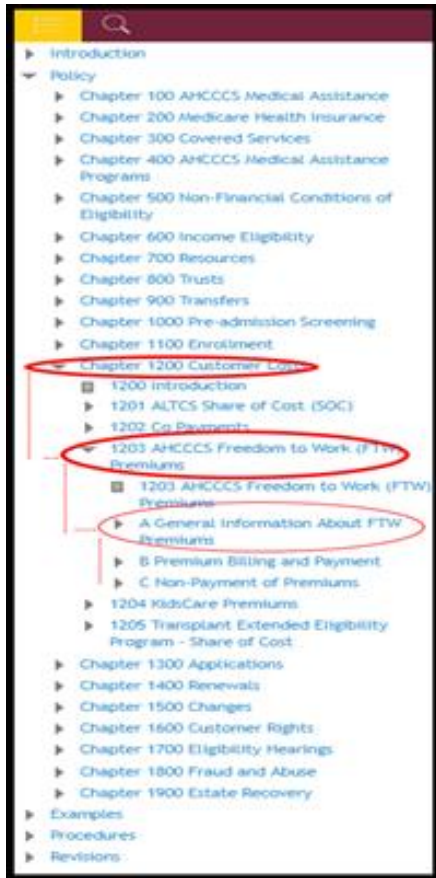 Introduction
Policy
Chapter 100 AHCCCS Medical Assistance
Chapter 200 Medicare Health Insurance
Chapter 300 Covered Services
Chapter 400 AHCCCS Medical Assistance
Programs
Chapter 500 Non-Financial Conditions of
Eligibility
Chapter 600 Income Eligibility
Chapter 700 Resources
Chapter 800 Trusts
Chapter 900 Transfers
Chapter 1000 Pre-admission Screening
Chapter 1100 Enrollment
Chapter 1200 Customer Costs
1200 Introduction
1201 ALTCS Share of Cost (SOC)
1202 Co Payments
1203 AHCCCS Freedom to Work (FTW)
Premiums
1203 AHCCCS Freedom to Work (FTW)
Premiums
A General Information About FTW
Premiums
B Premium Billing and Payment
C Non-Payment of Premiums
1204 KidsCare Premiums
1205 Transplant Extended Eligibility
Program - Share of Cost
Chapter 1300 Applications
Chapter 1400 Renewals
Chapter 1500 Changes
Chapter 1600 Customer Rights
Chapter 1700 Eligibility Hearings
Chapter 1800 Fraud and Abuse
Chapter 1900 Estate Recovery
Examples
Procedures
Revisions